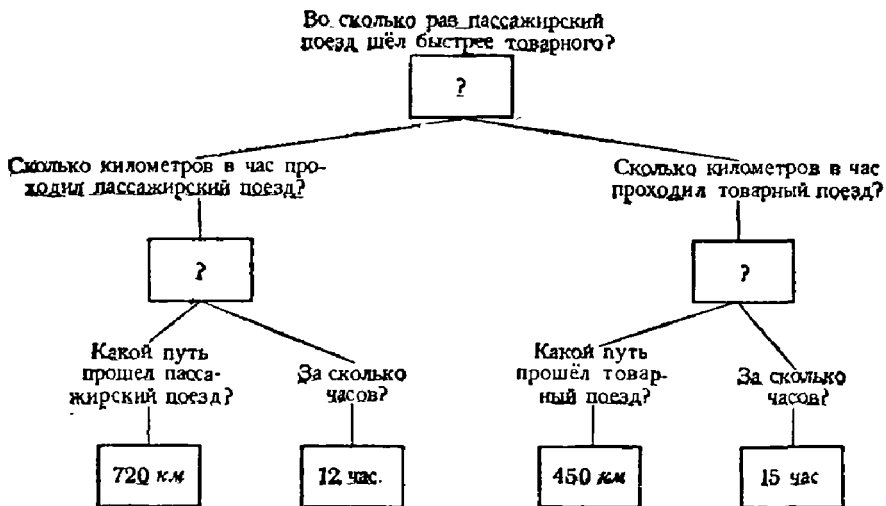 Во сколько раз пассажирский
поезд шёл быстрее товарного?
?
Сколько километров в час про-
ходил пассажирский поезд?
Сколько километров в час
проходил товарный поезд?
?
?
Какой путь
прошел пасса-
жирский поезд?
За сколько
часов?
Какой путь
прошёл товар-
ный поезд?
За сколько
часов?
720 км
12 час.
450 км
15 час